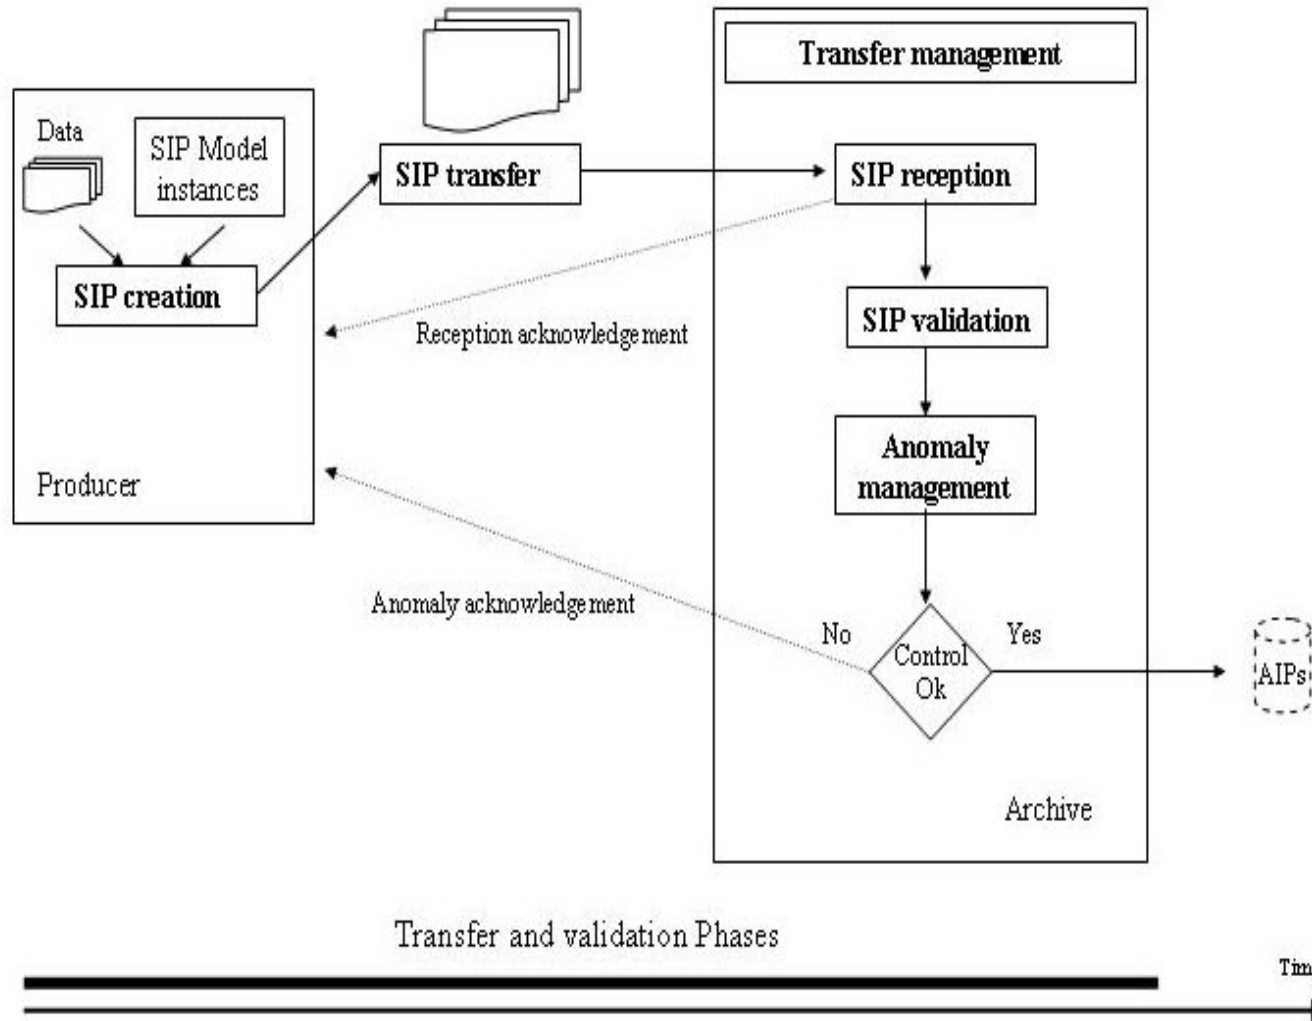 Transfer management
Data
SIP Model
instances
SIP transfer
SIP reception
SIP creation
SIP validation
Reception acknowledgement
Anomaly
management
Producer
Anomaly acknowledgement
No
Yes
Control
Ok
AIPs
Archive
Transfer and validation Phases